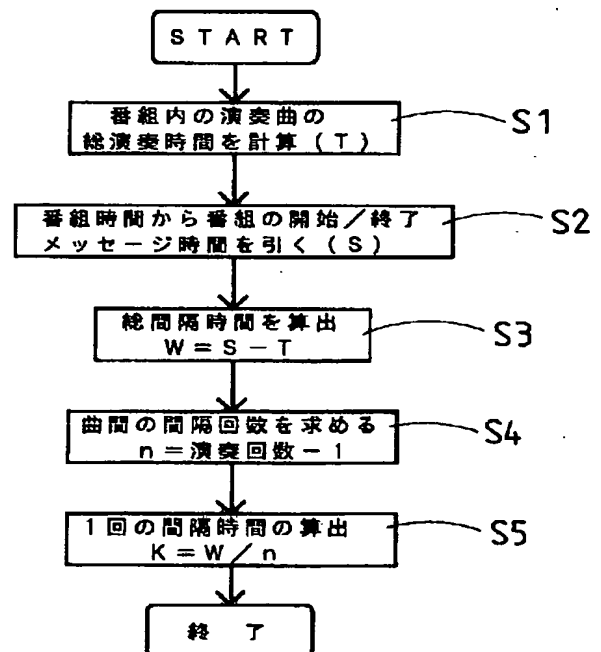 START
番組内の演奏曲の
総演奏時間を計算(T)
S1
番組時間から番組の開始/終了
メッセージ時間を引く(S)
S2
総間隔時間を算出
W=S-T
S3
曲間の間隔回数を求める
n=演奏回数-1
S4
1回の間隔時間の算出
K=W/n
S5
終了